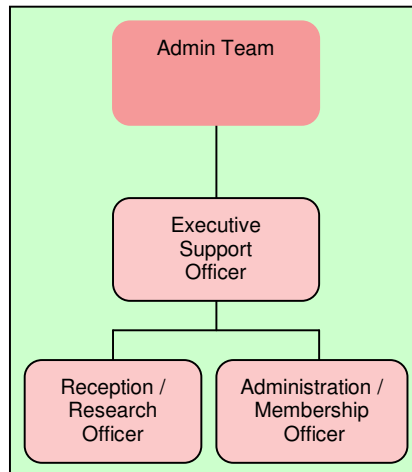 Admin Team
Executive
Support
Officer
Reception /
Research
Officer
Administration /
Membership
Officer